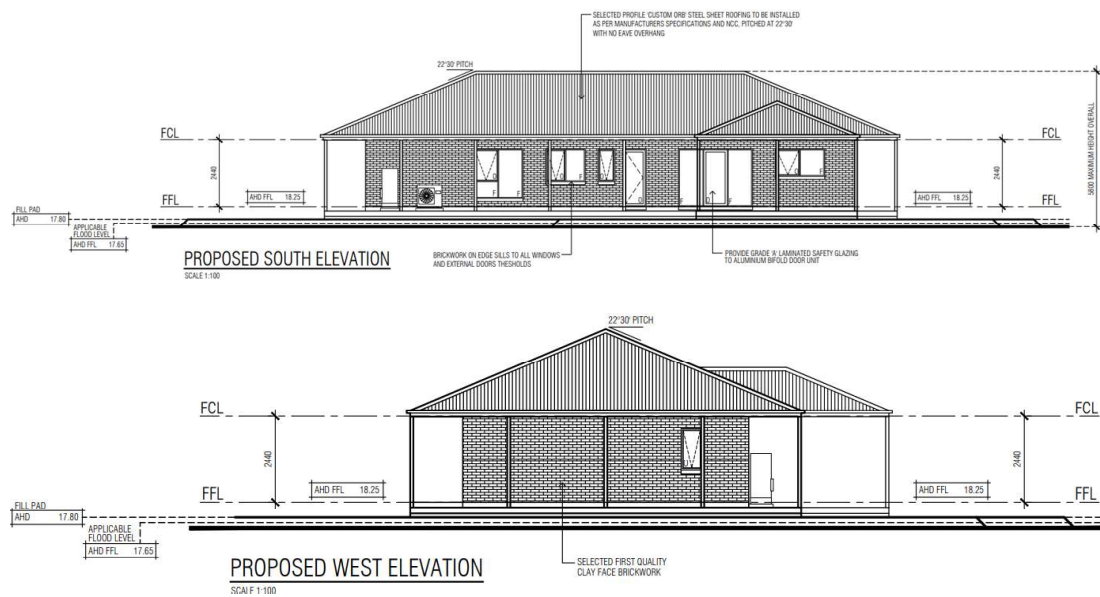 SELECTED PROFILE 'CUSTOM ORB' STEEL SHEET ROOFING TO BE INSTALLED
AS PER MANUFACTURERS SPECIFICATIONS AND NCC, PITCHED AT 22°30'
WITH NO EAVE OVERHANG
22°30' PITCH
FCL
FCL
2440
2440
5800 MAXIMUM HEIGHT OVERALL
AHD FFL 18.25
AHD FFL 18.25
FFL
FFL
FILL PAD
AHD 17.80
APPLICABLE
FLOOD LEVEL
AHD FFL 17.65
O
F
F
O
F
O
O
F
F
O
F
PROPOSED SOUTH ELEVATION
SCALE 1:100
BRICKWORK ON EDGE SILLS TO ALL WINDOWS
AND EXTERNAL DOORS THESHOLDS
PROVIDE GRADE 'A' LAMINATED SAFETY GLAZING
TO ALUMINIUM BIFOLD DOOR UNIT
22°30' PITCH
FCL
FCL
2440
2440
AHD FFL 18.25
AHD FFL 18.25
FFL
FFL
FILL PAD
AHD 17.80
APPLICABLE
FLOOD LEVEL
AHD FFL 17.65
PROPOSED WEST ELEVATION
SCALE 1:100
SELECTED FIRST QUALITY
CLAY FACE BRICKWORK